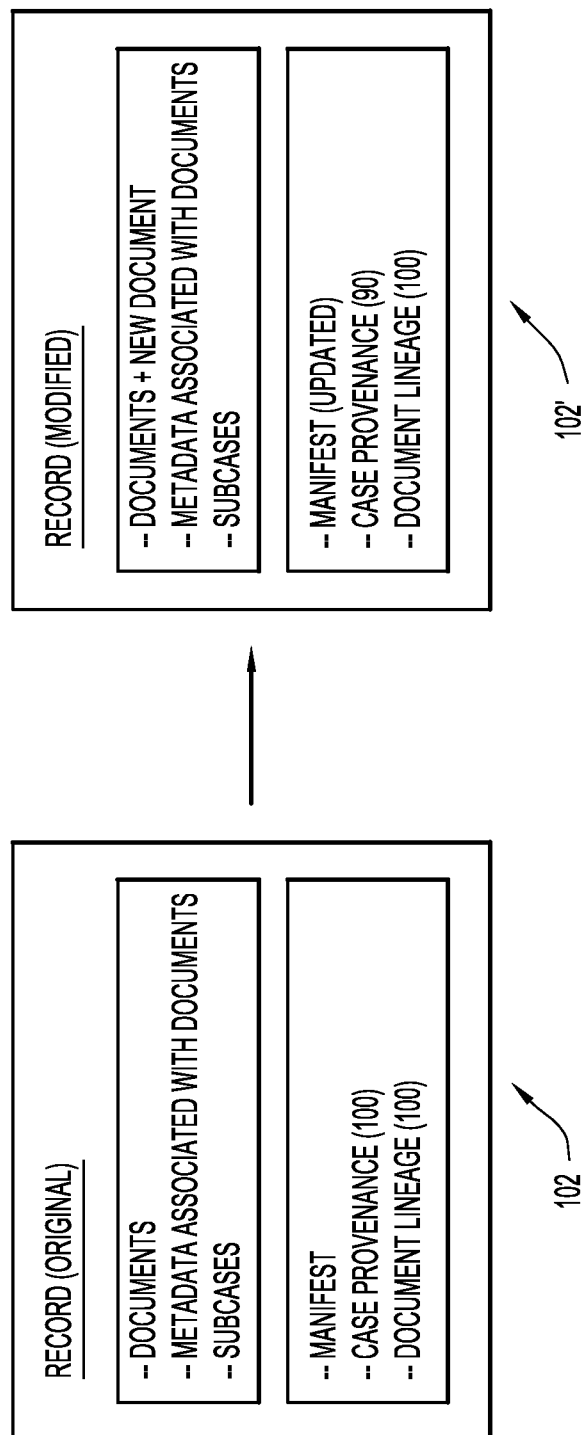 RECORD (ORIGINAL)
-- DOCUMENTS
-- METADATA ASSOCIATED WITH DOCUMENTS
-- SUBCASES
-- MANIFEST
-- CASE PROVENANCE (100)
-- DOCUMENT LINEAGE (100)
102
RECORD (MODIFIED)
-- DOCUMENTS + NEW DOCUMENT
-- METADATA ASSOCIATED WITH DOCUMENTS
-- SUBCASES
-- MANIFEST (UPDATED)
-- CASE PROVENANCE (90)
-- DOCUMENT LINEAGE (100)
102'